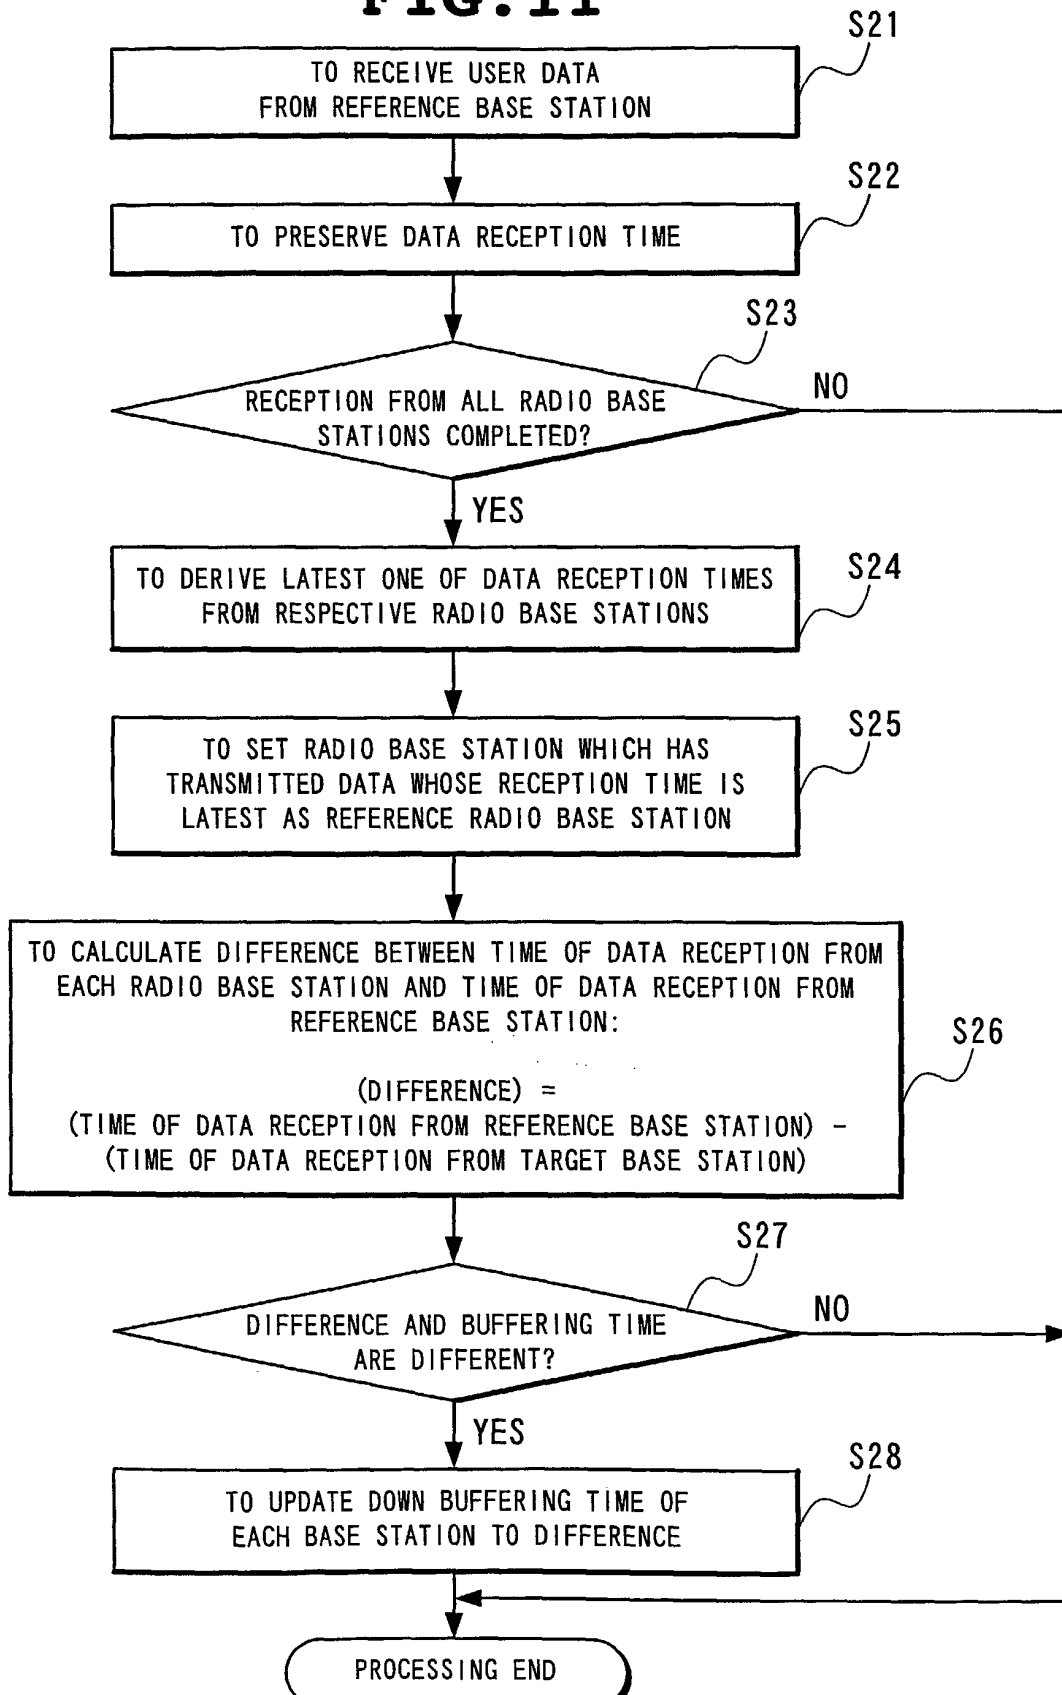 FIG.11
S21
TO RECEIVE USER DATA
FROM REFERENCE BASE STATION
S22
TO PRESERVE DATA RECEPTION TIME
S23
RECEPTION FROM ALL RADIO BASE
STATIONS COMPLETED?
NO
YES
S24
TO DERIVE LATEST ONE OF DATA RECEPTION TIMES
FROM RESPECTIVE RADIO BASE STATIONS
S25
TO SET RADIO BASE STATION WHICH HAS
TRANSMITTED DATA WHOSE RECEPTION TIME IS
LATEST AS REFERENCE RADIO BASE STATION
TO CALCULATE DIFFERENCE BETWEEN TIME OF DATA RECEPTION FROM
EACH RADIO BASE STATION AND TIME OF DATA RECEPTION FROM
REFERENCE BASE STATION:
S26
(DIFFERENCE) =
(TIME OF DATA RECEPTION FROM REFERENCE BASE STATION) -
(TIME OF DATA RECEPTION FROM TARGET BASE STATION)
S27
DIFFERENCE AND BUFFERING TIME
ARE DIFFERENT?
NO
YES
S28
TO UPDATE DOWN BUFFERING TIME OF
EACH BASE STATION TO DIFFERENCE
PROCESSING END